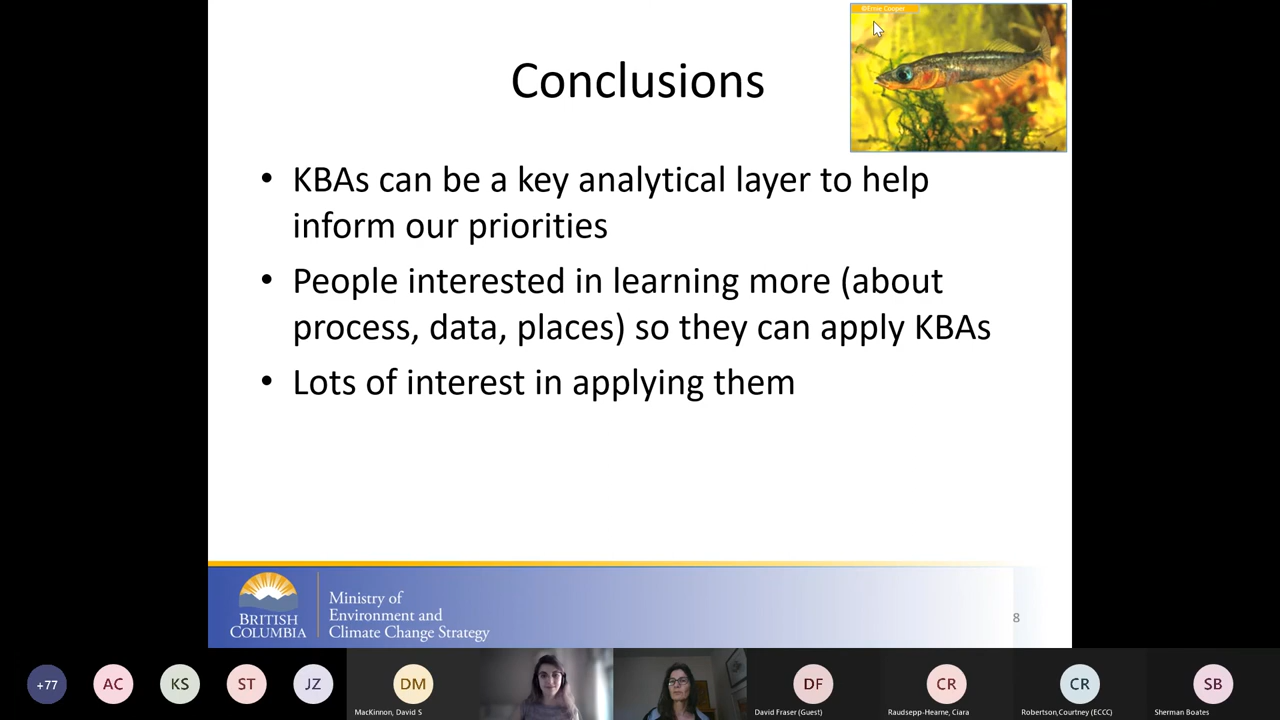 ©Ernie Cooper
Conclusions
• KBAs can be a key analytical layer to help
inform our priorities
• People interested in learning more (about
process, data, places) so they can apply KBAs
• Lots of interest in applying them
BRITISH
COLUMBIA
Ministry of
Environment and
Climate Change Strategy
8
+77
AC
KS
ST
JZ
DM
DF
CR
CR
SB
MacKinnon, David S
David Fraser (Guest)
Raudsepp-Hearne, Ciara
Robertson,Courtney (ECCC)
Sherman Boates